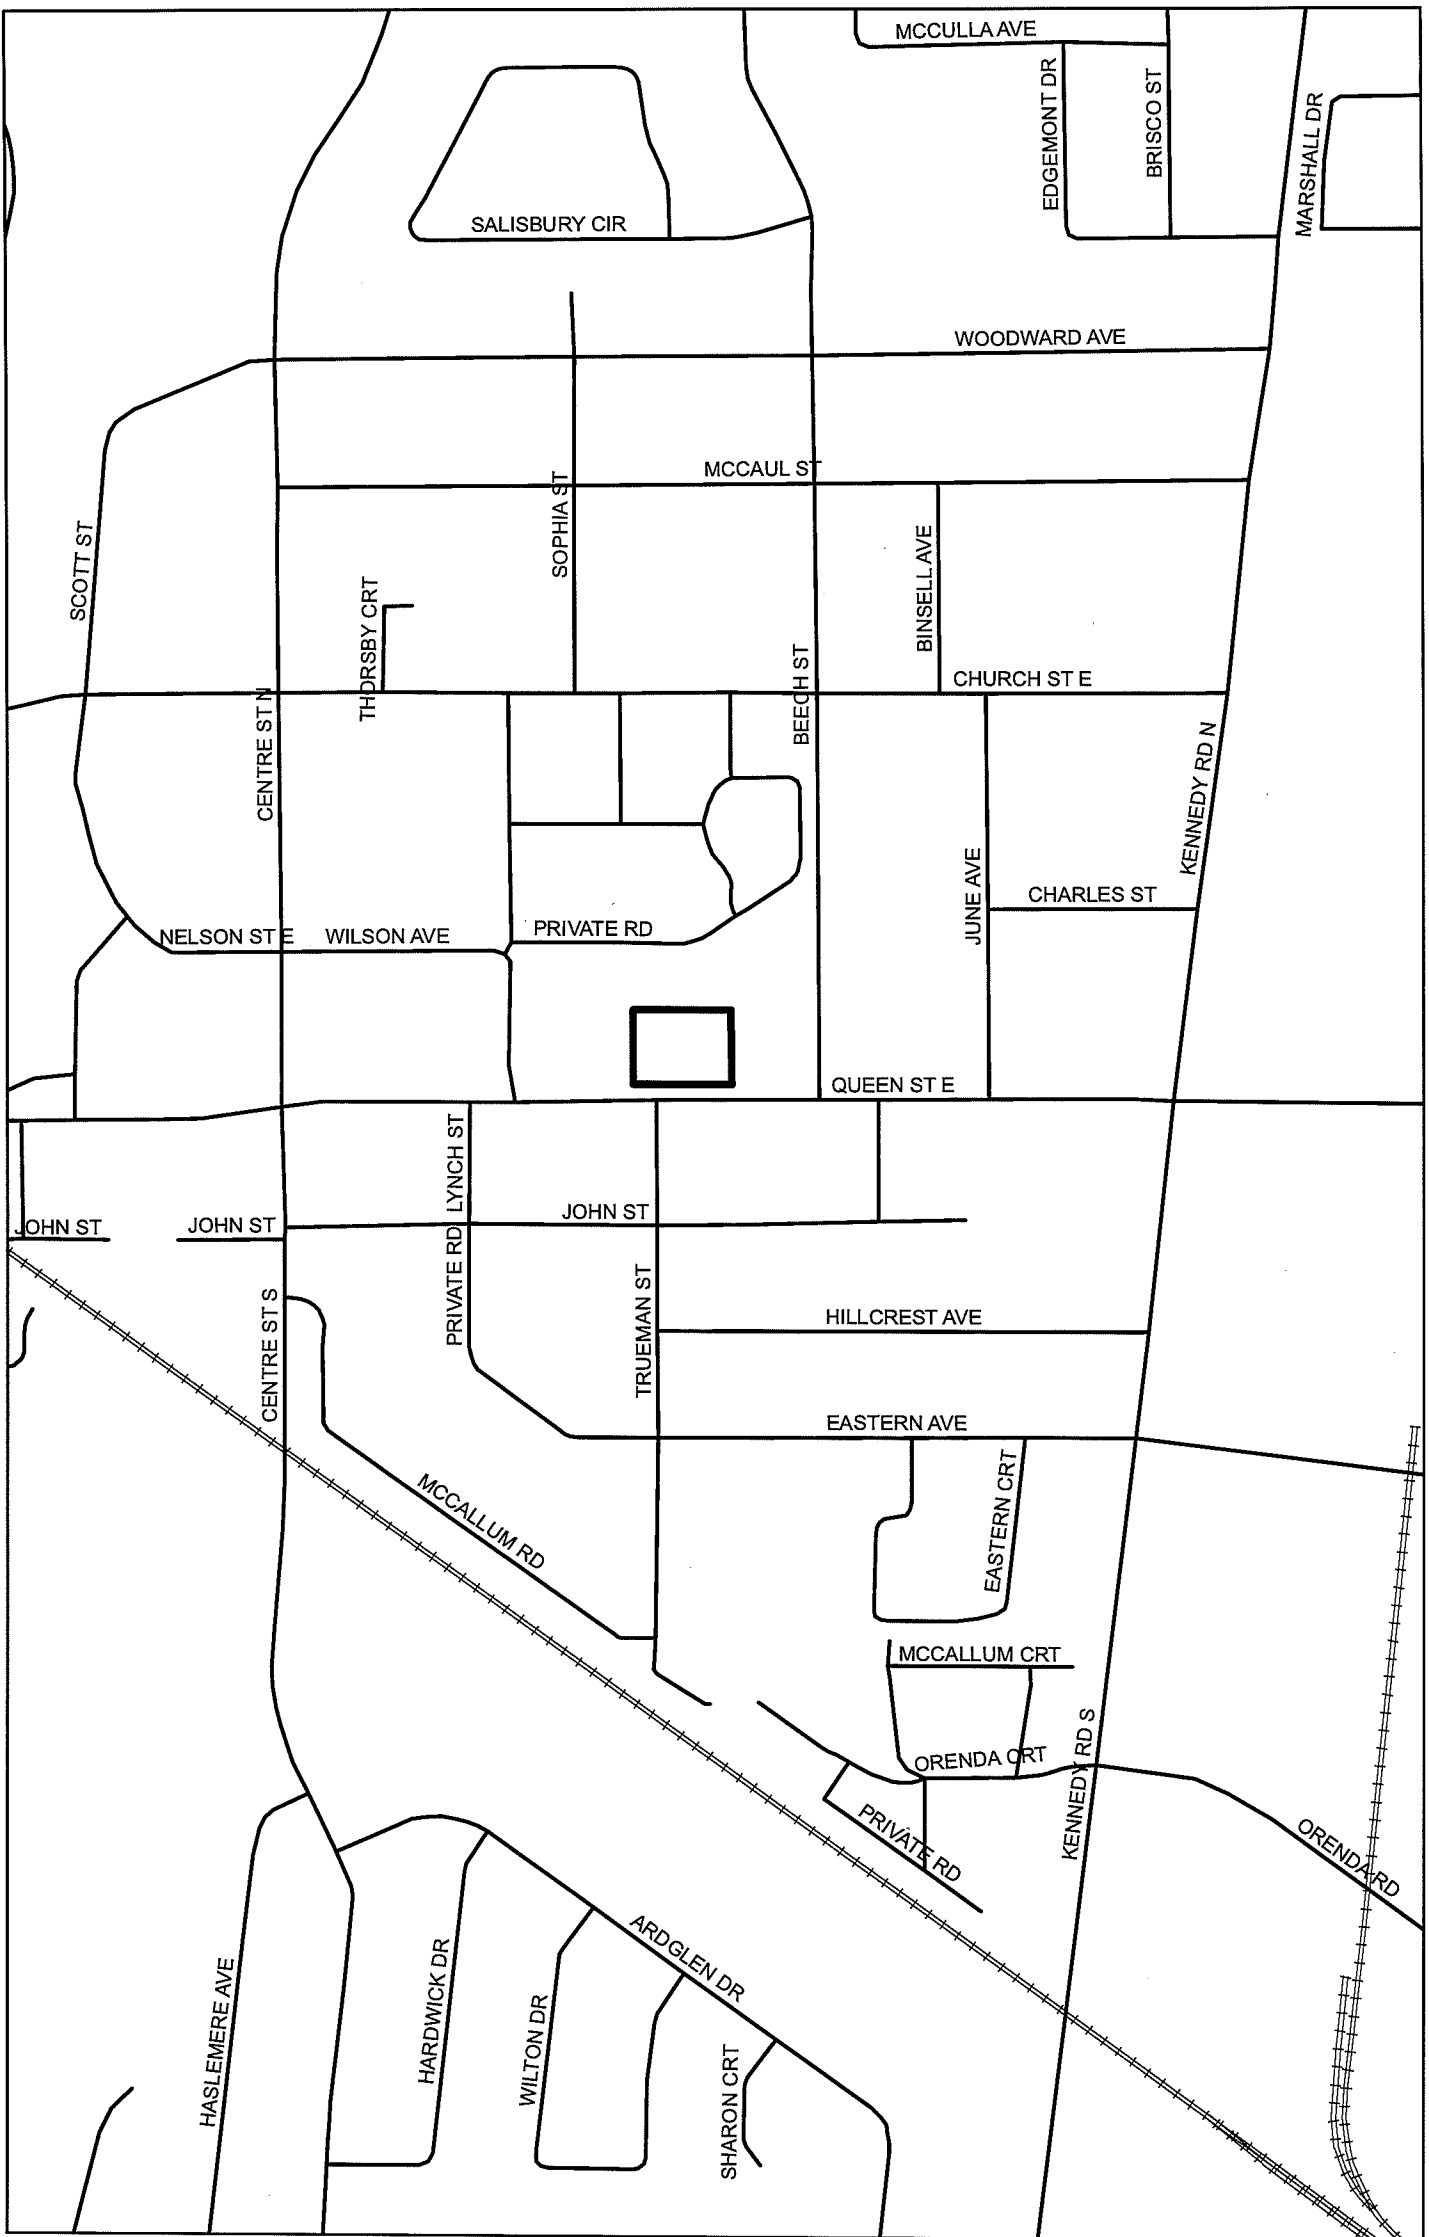 MCCULLA AVE
EDGEMONT DR
BRISCO ST
MARSHALL DR
SALISBURY CIR
WOODWARD AVE
MCCAUL ST
SOPHIA ST
SCOTT ST
THORSBY CRT
BINSELL AVE
CHURCH ST E
BEECH ST
CENTRE ST N
KENNEDY RD N
JUNE AVE
CHARLES ST
NELSON ST E
WILSON AVE
PRIVATE RD
QUEEN ST E
LYNCH ST
JOHN ST
JOHN ST
JOHN ST
PRIVATE RD
CENTRE ST S
TRUEMAN ST
HILLCREST AVE
EASTERN AVE
MCCALLUM RD
EASTERN CRT
MCCALLUM CRT
KENNEDY RD S
ORENDA CRT
PRIVATE RD
ORENDA RD
ARDGLEN DR
HASLEMERE AVE
HARDWICK DR
WILTON DR
SHARON CRT